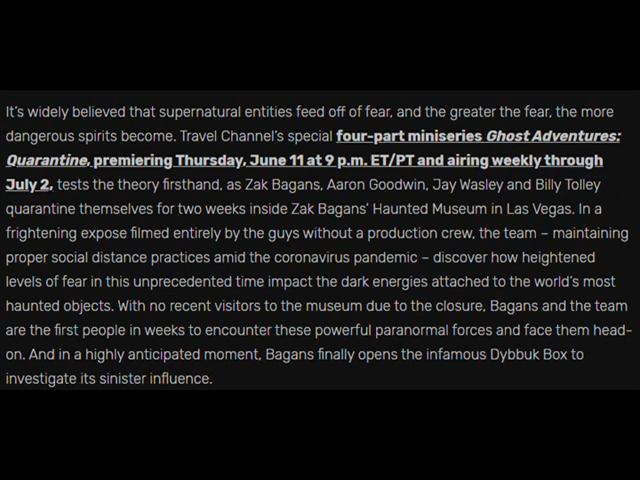 It's widely believed that supernatural entities feed off of fear, and the greater the fear, the more
dangerous spirits become. Travel Channel's special four-part miniseries Ghost Adventures:
Quarantine, premiering Thursday, June 11 at 9 p.m. ET/PT and airing weekly through
July 2, tests the theory firsthand, as Zak Bagans, Aaron Goodwin, Jay Wasley and Billy Tolley
quarantine themselves for two weeks inside Zak Bagans' Haunted Museum in Las Vegas. In a
frightening expose filmed entirely by the guys without a production crew, the team – maintaining
proper social distance practices amid the coronavirus pandemic – discover how heightened
levels of fear in this unprecedented time impact the dark energies attached to the world's most
haunted objects. With no recent visitors to the museum due to the closure, Bagans and the team
are the first people in weeks to encounter these powerful paranormal forces and face them head-
on. And in a highly anticipated moment, Bagans finally opens the infamous Dybbuk Box to
investigate its sinister influence.